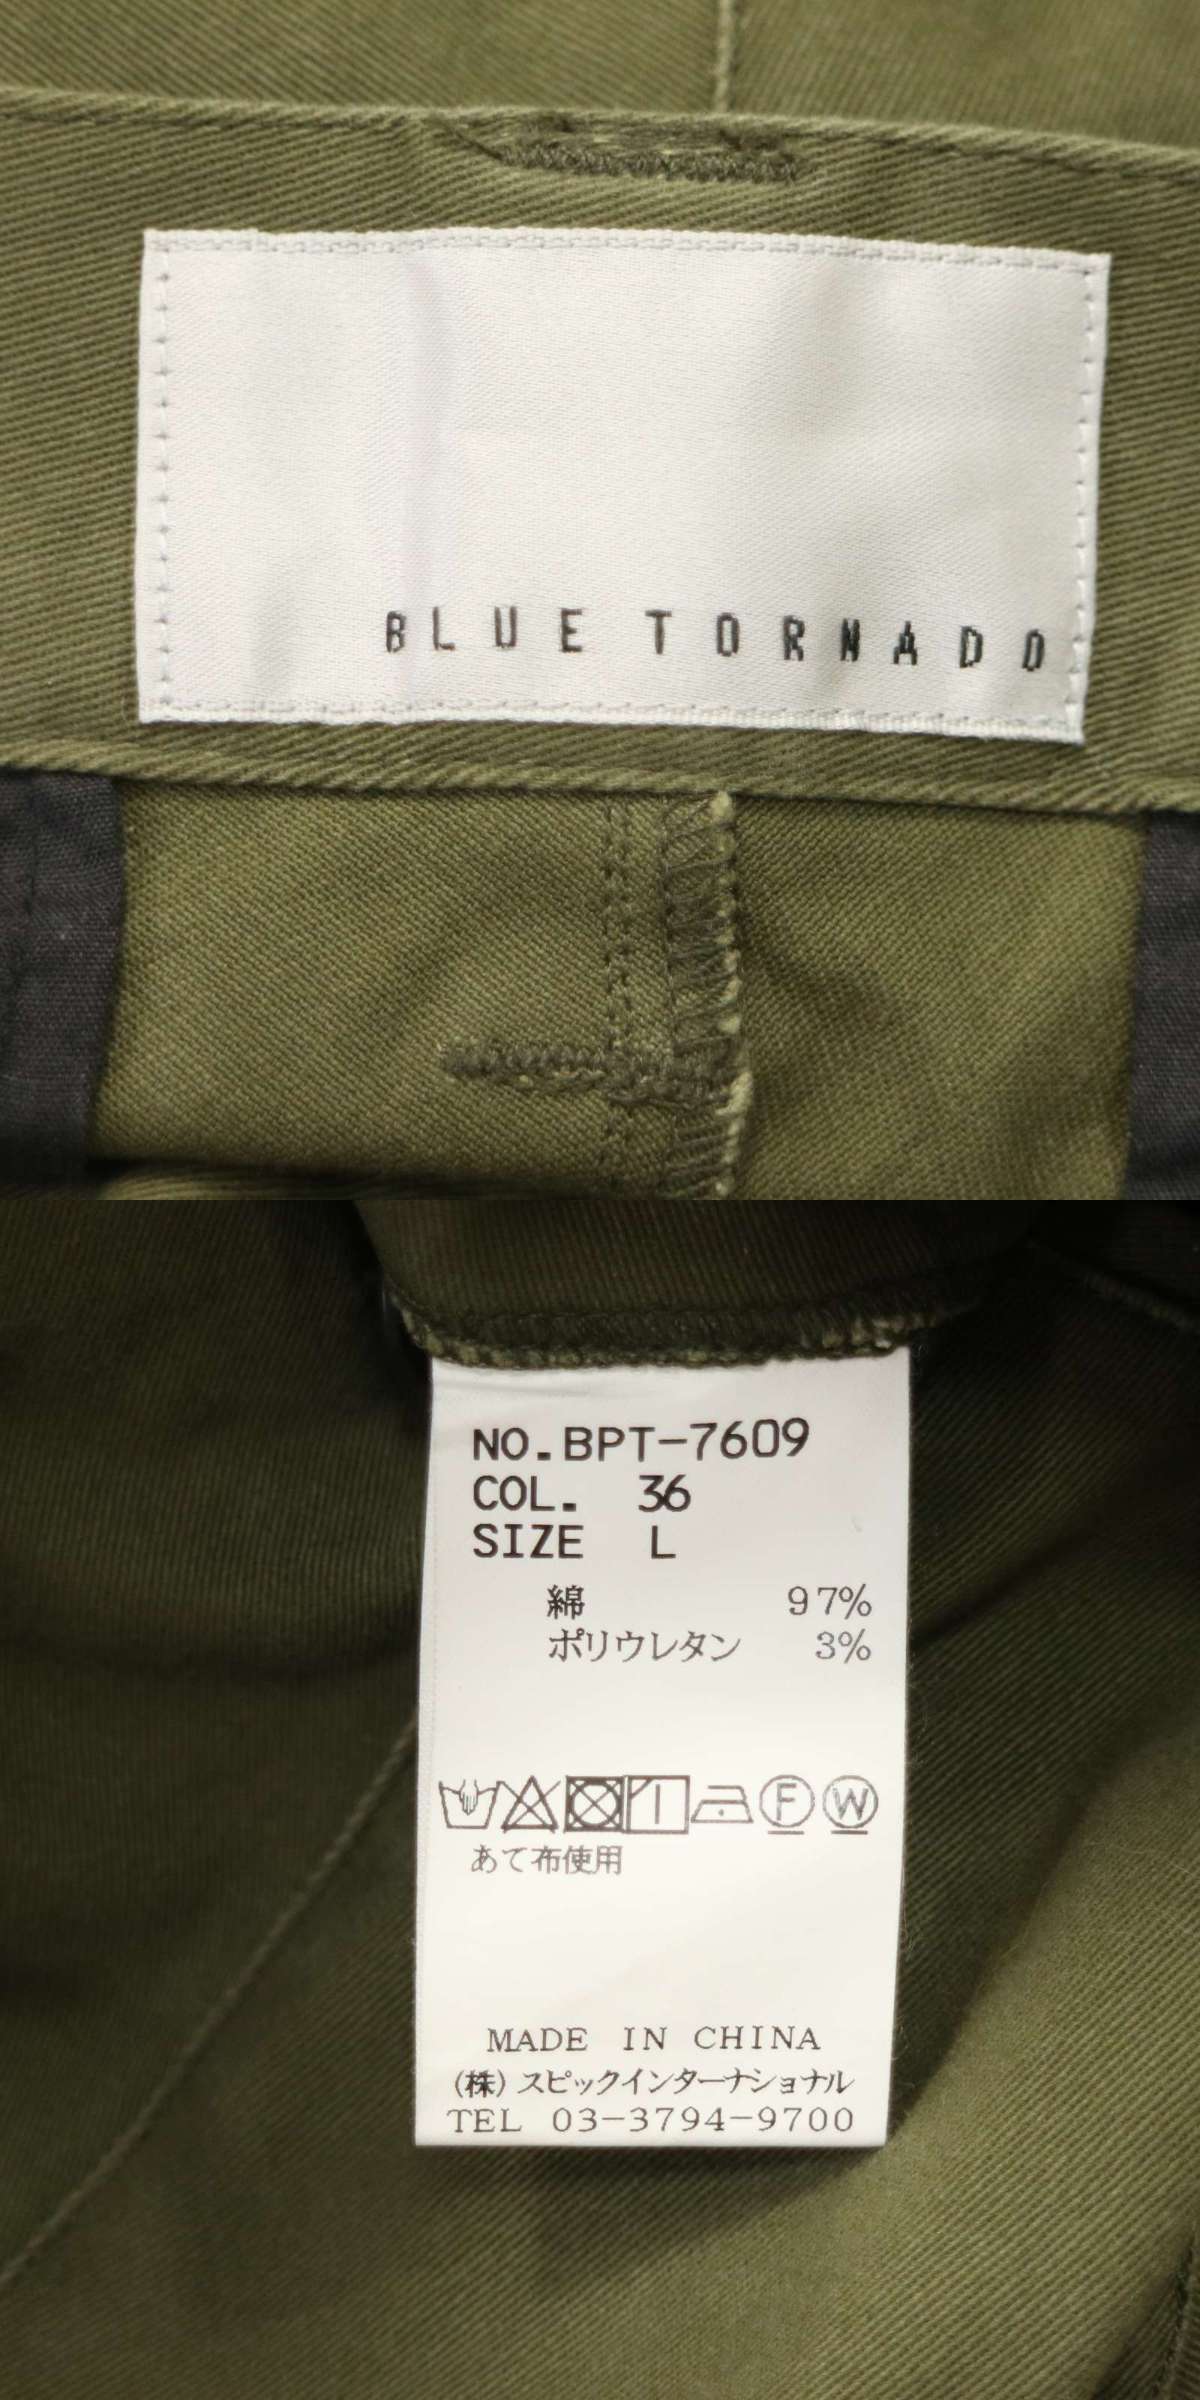 BLUE TORNADO
NO.BPT-7609
COL. 36
SIZE L
綿 97%
ポリウレタン 3%
F W
あて布使用
MADE IN CHINA
(株)スピックインターナショナル
TEL 03-3794-9700